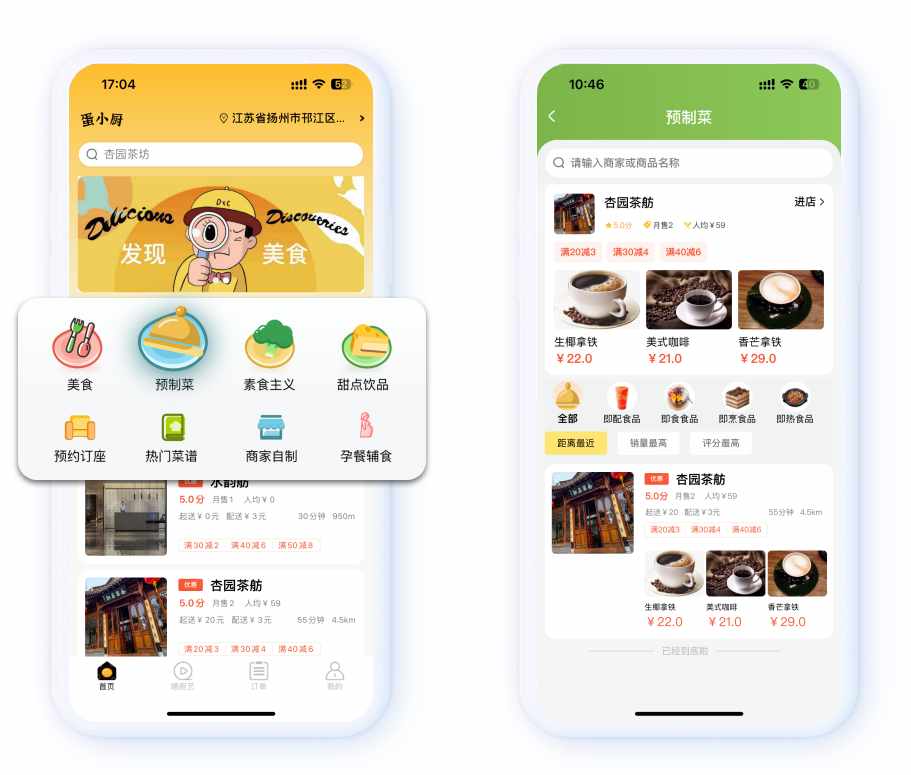 17:04
52
蛋小厨
江苏省扬州市邗江区...
杏园茶坊
Delicious
DXC
Discoveries
发现
美食
美食
预制菜
素食主义
甜点饮品
预约订座
热门菜谱
商家自制
孕餐辅食
优惠 水韵舫
5.0分 月售1 人均￥0
起送￥0元 配送￥3元 30分钟 950m
满30减2 满40减6 满50减8
优惠 杏园茶舫
5.0分 月售2 人均￥59
起送￥20元 配送￥3元 55分钟 4.5km
满20减3 满30减4 满40减6
首页
订单
我的
10:46
40
预制菜
请输入商家或商品名称
杏园茶舫
进店
5.0分 月售2 人均￥59
满20减3 满30减4 满40减6
生椰拿铁
美式咖啡
香芒拿铁
￥22.0
￥21.0
￥29.0
全部
即配食品
即食食品
即烹食品
即热食品
距离最近
销量最高
评分最高
优惠 杏园茶舫
5.0分 月售2 人均￥59
起送￥20 配送￥3元 55分钟 4.5km
满20减3 满30减4 满40减6
生椰拿铁
美式咖啡
香芒拿铁
￥22.0
￥21.0
￥29.0
已经到底啦